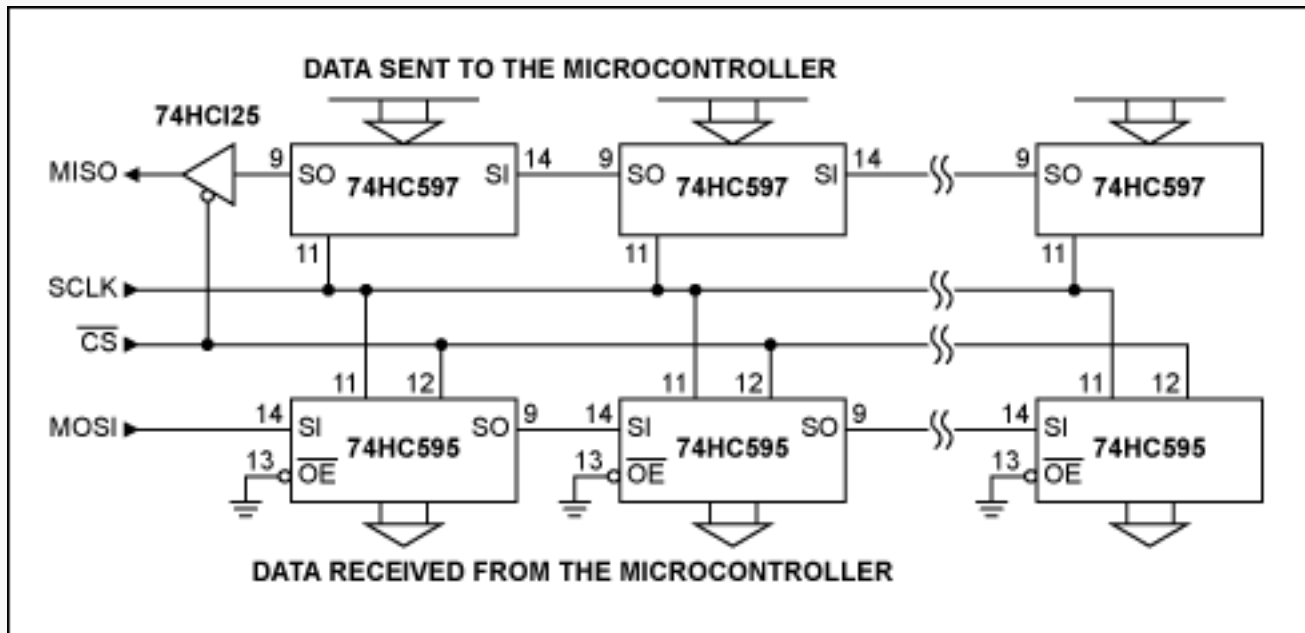 DATA SENT TO THE MICROCONTROLLER
74HCI25
MISO
9 SO 74HC597 SI 14 9 SO 74HC597 SI 14 9 SO 74HC597
11 11 11
SCLK
CS
11 12 11 12 11 12
MOSI 14 SI 74HC595 SO 9 14 SI 74HC595 SO 9 14 SI 74HC595
13 OE 13 OE 13 OE
DATA RECEIVED FROM THE MICROCONTROLLER